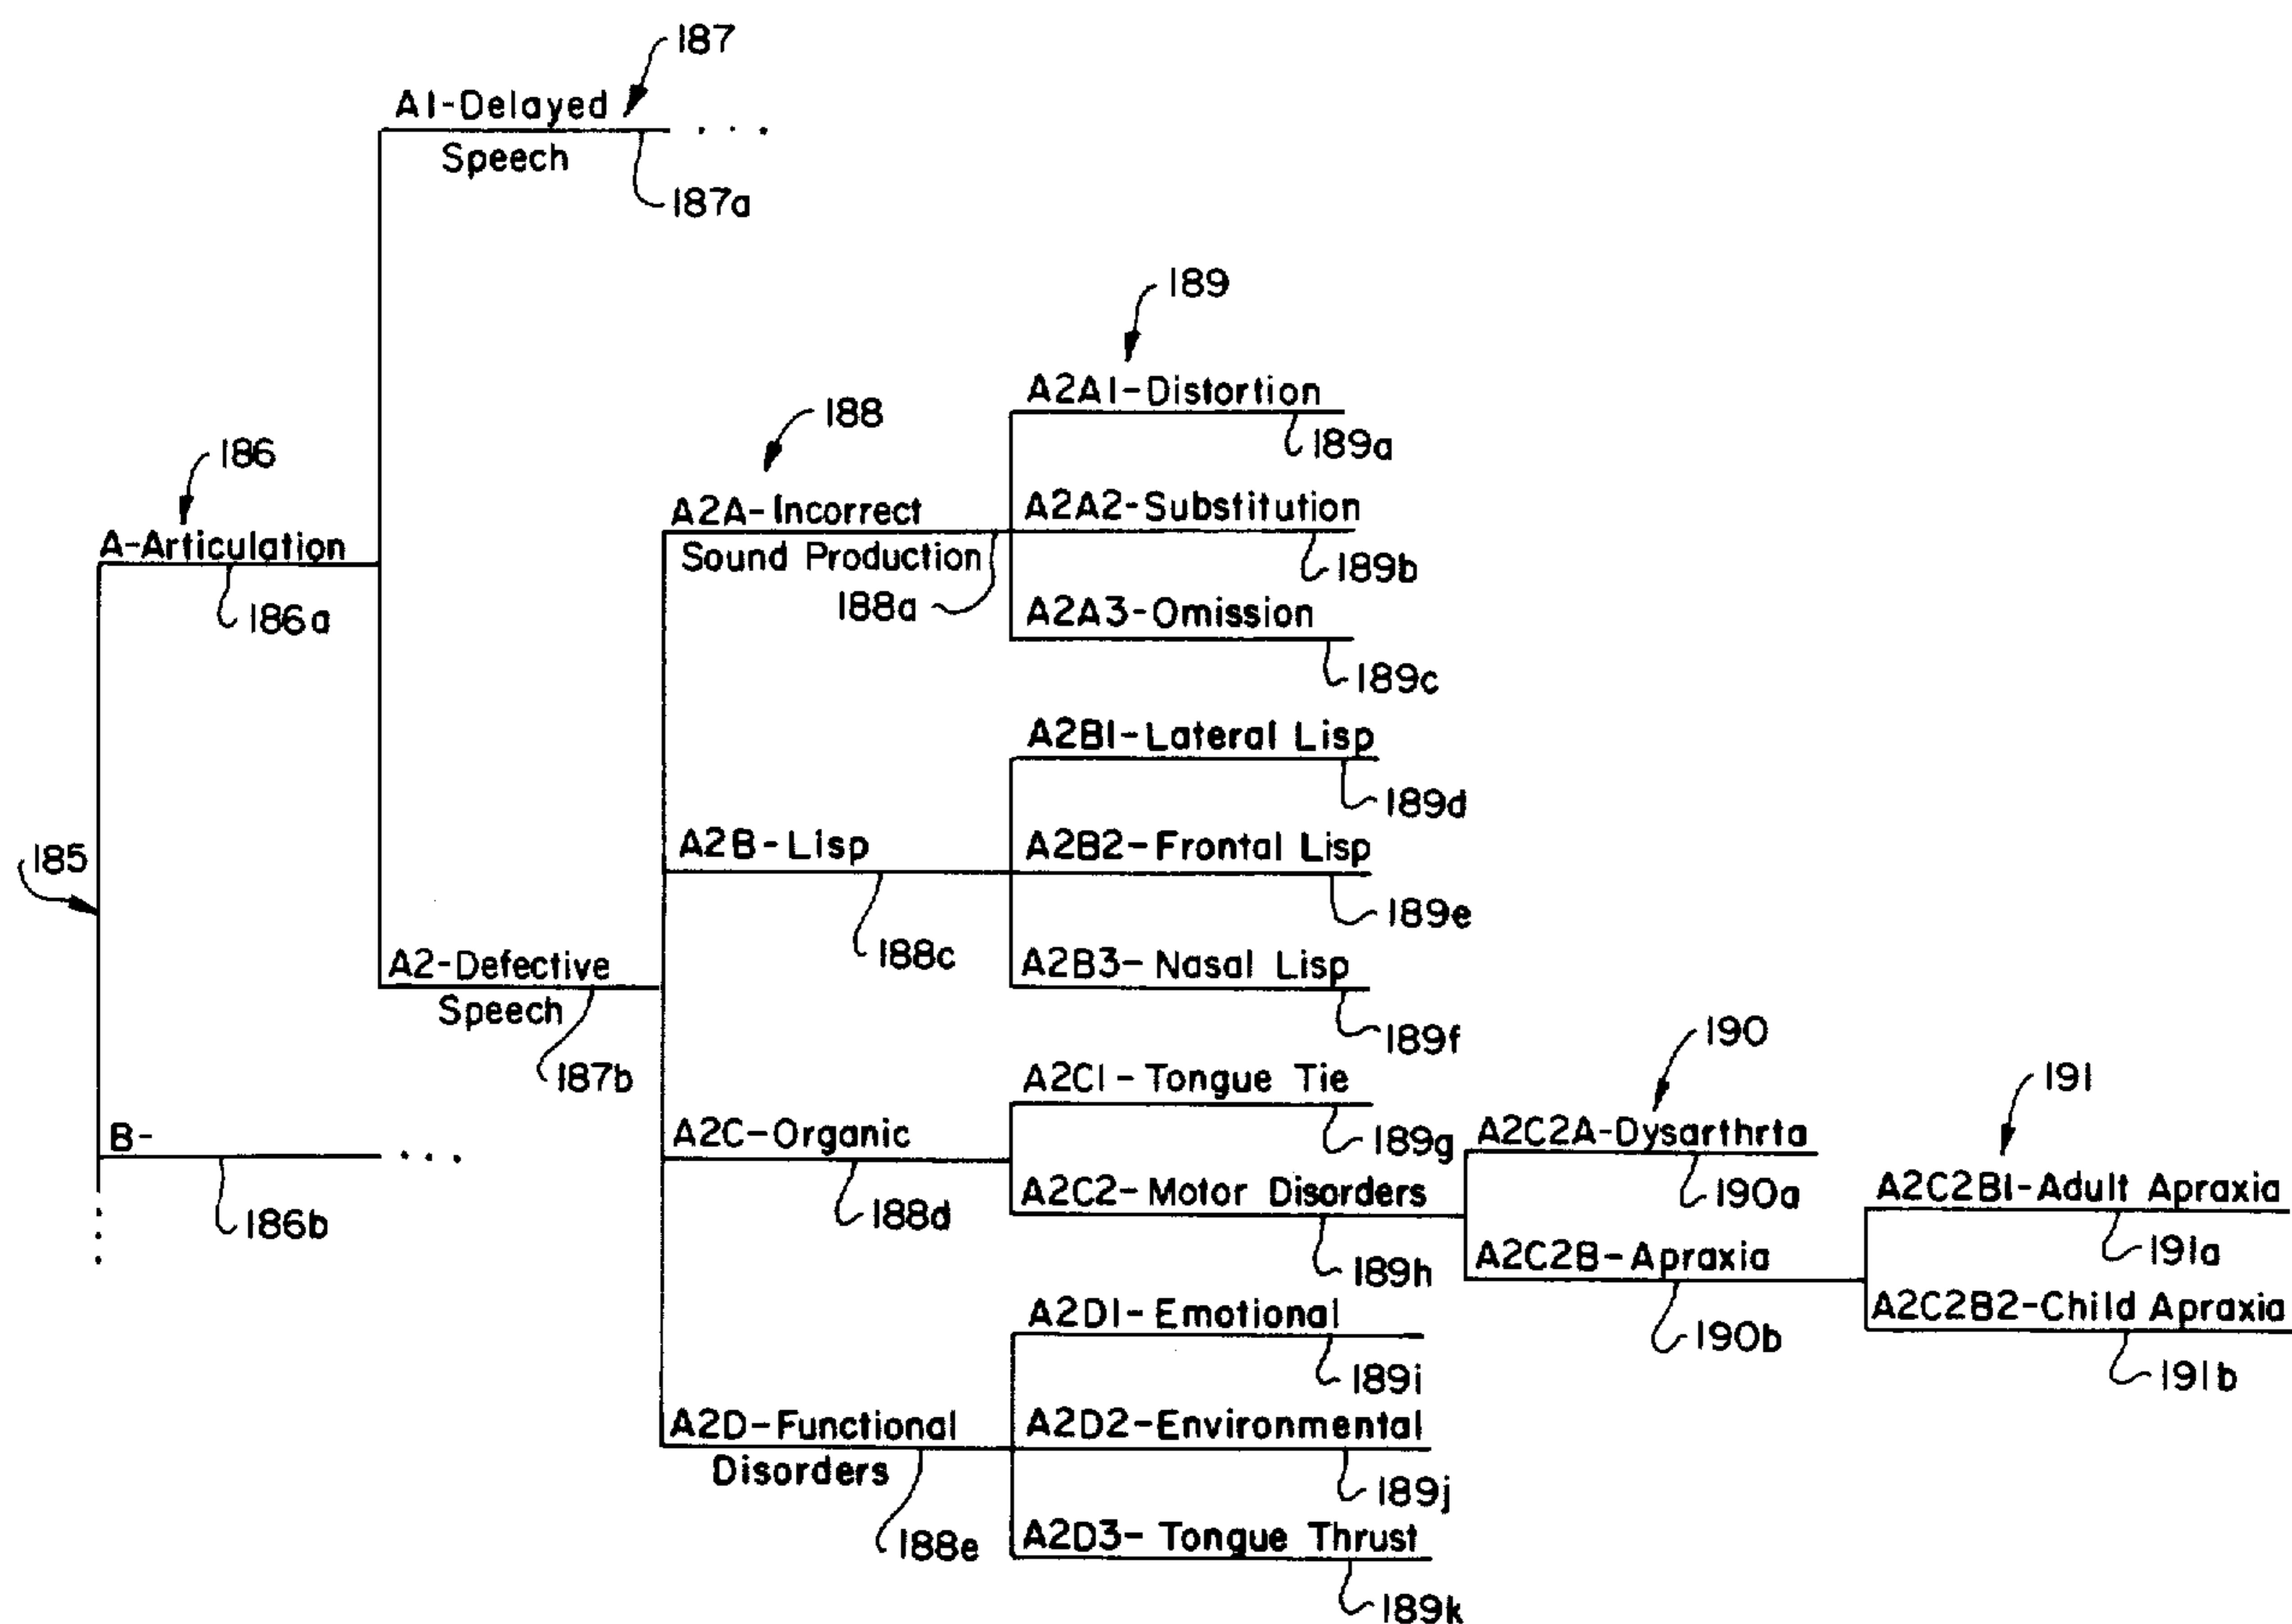 187
A1-Delayed
Speech
187a
189
A2A1-Distortion
189a
188
186
A2A-Incorrect
Sound Production
188a
A2A2-Substitution
189b
A-Articulation
186a
A2A3-Omission
189c
A2B1-Lateral Lisp
189d
185
A2B-Lisp
188c
A2B2-Frontal Lisp
189e
A2-Defective
Speech
187b
A2B3-Nasal Lisp
189f
190
191
A2C1-Tongue Tie
189g
B-
186b
A2C-Organic
188d
A2C2A-Dysarthrta
190a
A2C2-Motor Disorders
189h
A2C2B1-Adult Apraxia
191a
A2C2B-Apraxia
190b
A2C2B2-Child Apraxia
191b
A2D1-Emotional
189i
A2D-Functional
Disorders
188e
A2D2-Environmental
189j
A2D3-Tongue Thrust
189k